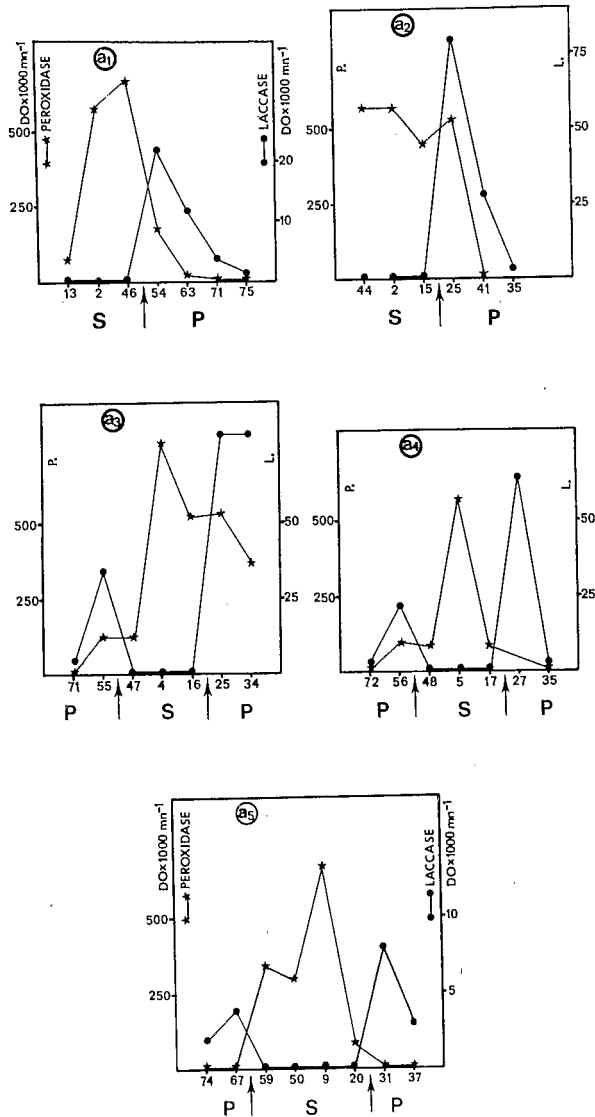 a1
DO×1000 mn-1
PEROXIDASE
500
250
LACCASE
DO×1000 mn-1
20
10
13 2 46 54 63 71 75
S P
a2
P.
L.
500
250
75
50
25
44 2 15 25 41 35
S P
a3
P.
L.
500
250
50
25
71 55 47 4 16 25 34
P S P
a4
P.
L.
500
250
50
25
72 56 48 5 17 27 35
P S P
a5
DO×1000 mn-1
PEROXIDASE
500
250
LACCASE
DO×1000 mn-1
10
5
74 67 59 50 9 20 31 37
P S P